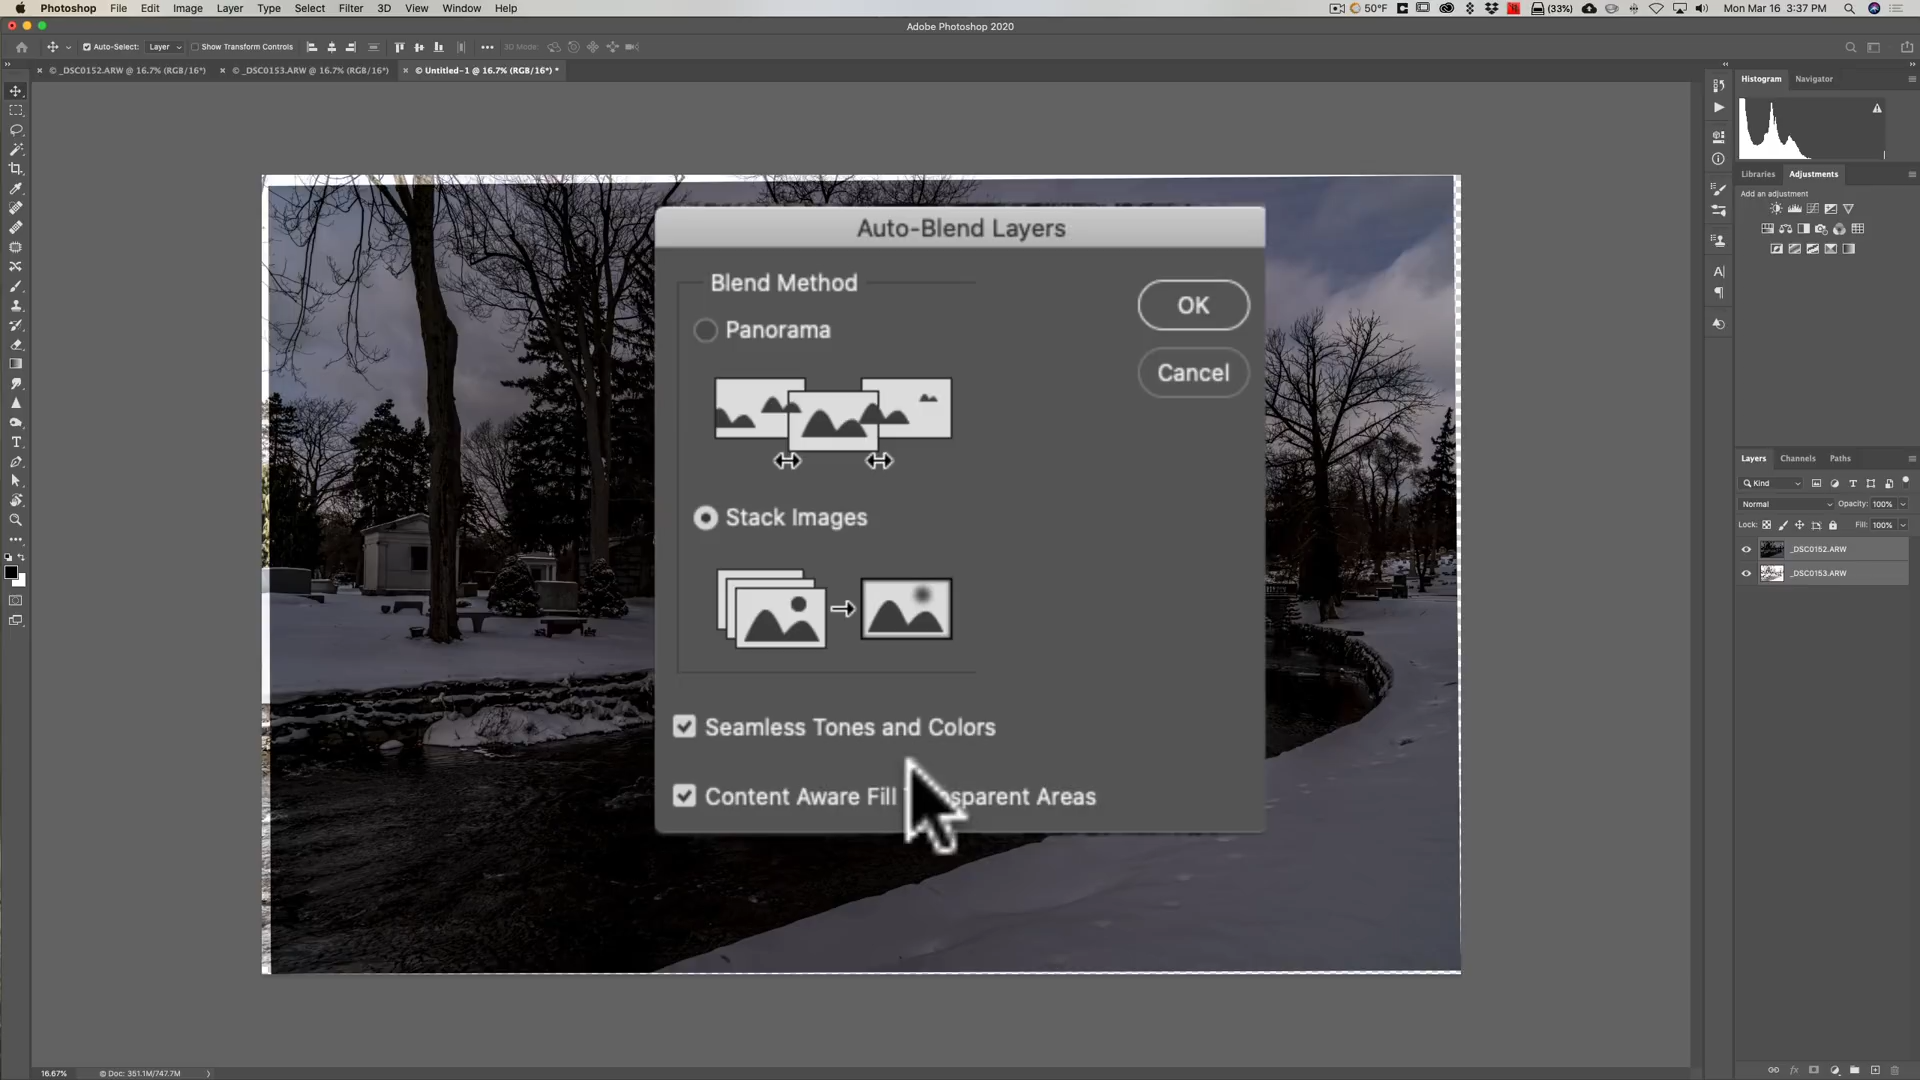 Photoshop File Edit Image Layer Type Select Filter 3D View Window Help
50°F (33%) Mon Mar 16 3:37 PM
Adobe Photoshop 2020
Auto-Select: Layer Show Transform Controls ••• 3D Mode:
© _DSC0152.ARW @ 16.7% (RGB/16*) © _DSC0153.ARW @ 16.7% (RGB/16*) © Untitled-1 @ 16.7% (RGB/16*) *
Histogram Navigator
Libraries Adjustments
Add an adjustment
Auto-Blend Layers
Blend Method
Panorama
OK
Cancel
Stack Images
Seamless Tones and Colors
Content Aware Fill
Areas
Layers Channels Paths
Kind
Normal Opacity: 100%
Lock: Fill: 100%
_DSC0152.ARW
_DSC0153.ARW
16.67% Doc: 351.1M/747.7M